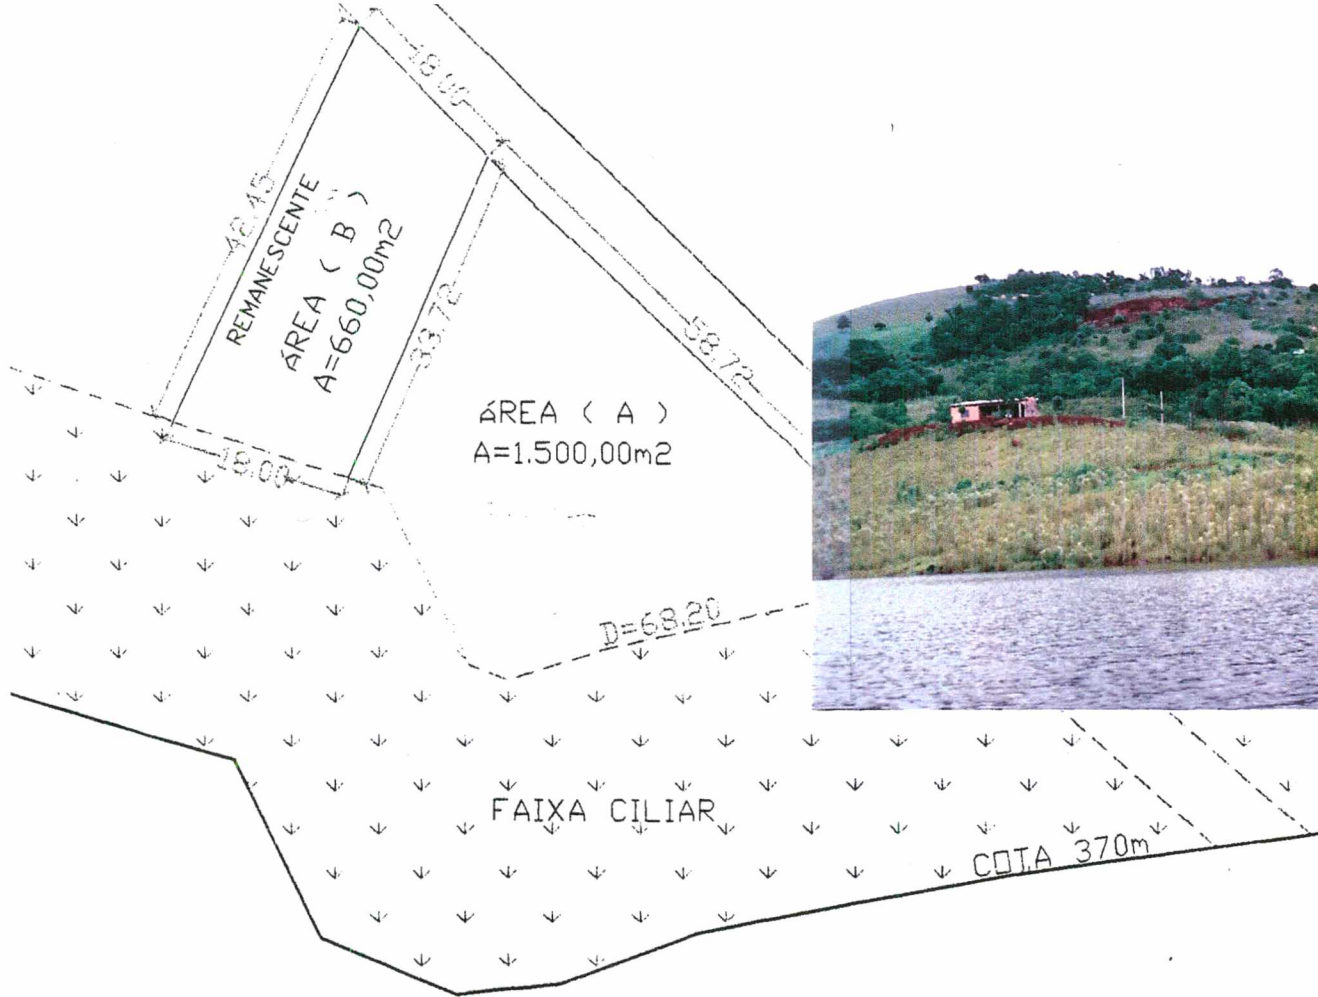 18.00
42.45
REMANESCENTE
ÁREA ( B )
A=660,00m2
33.72
58.72
ÁREA ( A )
A=1.500,00m2
18.00
D=68.20
FAIXA CILIAR
COTA 370m